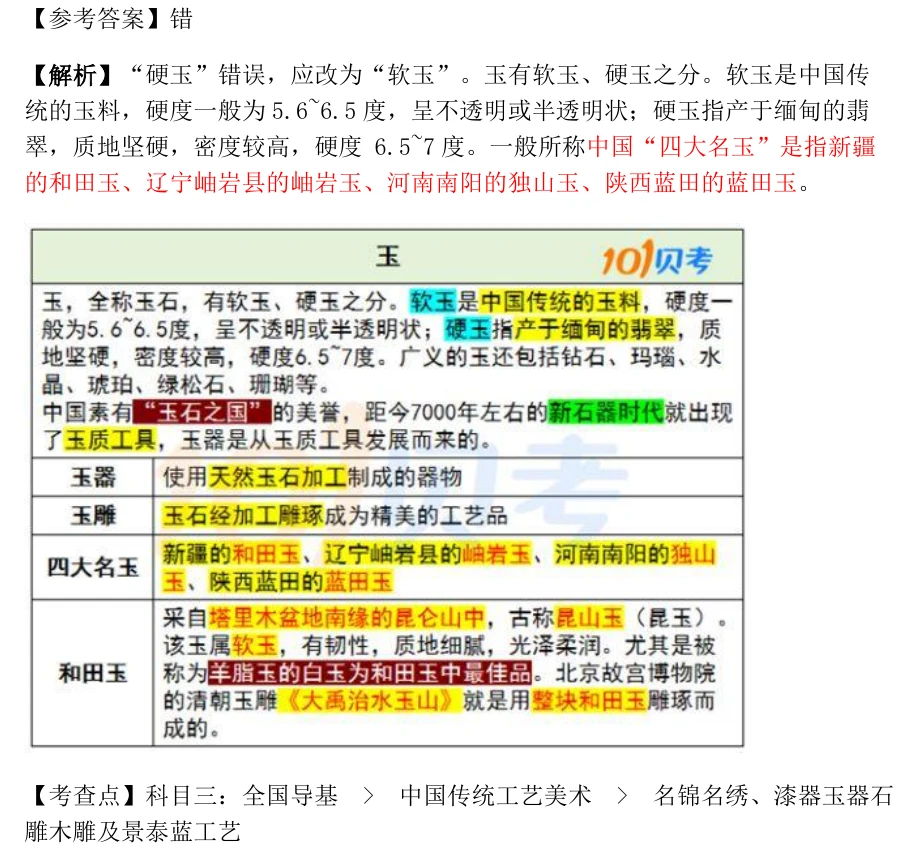 【参考答案】错
【解析】“硬玉”错误，应改为“软玉”。玉有软玉、硬玉之分。软玉是中国传
统的玉料，硬度一般为 5.6~6.5 度，呈不透明或半透明状；硬玉指产于缅甸的翡
翠，质地坚硬，密度较高，硬度 6.5~7 度。一般所称中国“四大名玉”是指新疆
的和田玉、辽宁岫岩县的岫岩玉、河南南阳的独山玉、陕西蓝田的蓝田玉。
玉
101贝考
玉，全称玉石，有软玉、硬玉之分。软玉是中国传统的玉料，硬度一
般为5.6~6.5度，呈不透明或半透明状；硬玉指产于缅甸的翡翠，质
地坚硬，密度较高，硬度6.5~7度。广义的玉还包括钻石、玛瑙、水
晶、琥珀、绿松石、珊瑚等。
中国素有“玉石之国”的美誉，距今7000年左右的新石器时代就出现
了玉质工具，玉器是从玉质工具发展而来的。
玉器
使用天然玉石加工制成的器物
玉雕
玉石经加工雕琢成为精美的工艺品
四大名玉
新疆的和田玉、辽宁岫岩县的岫岩玉、河南南阳的独山
玉、陕西蓝田的蓝田玉
和田玉
采自塔里木盆地南缘的昆仑山中，古称昆山玉（昆玉）。
该玉属软玉，有韧性，质地细腻，光泽柔润。尤其是被
称为羊脂玉的白玉为和田玉中最佳品。北京故宫博物院
的清朝玉雕《大禹治水玉山》就是用整块和田玉雕琢而
成的。
【考查点】科目三：全国导基 > 中国传统工艺美术 > 名锦名绣、漆器玉器石
雕木雕及景泰蓝工艺